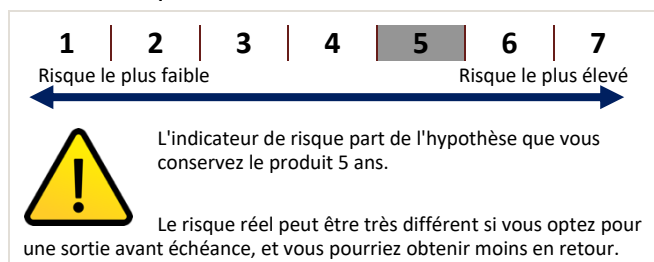 1 2 3 4 5 6 7
Risque le plus faible Risque le plus élevé
L'indicateur de risque part de l'hypothèse que vous
conservez le produit 5 ans.
Le risque réel peut être très différent si vous optez pour
une sortie avant échéance, et vous pourriez obtenir moins en retour.